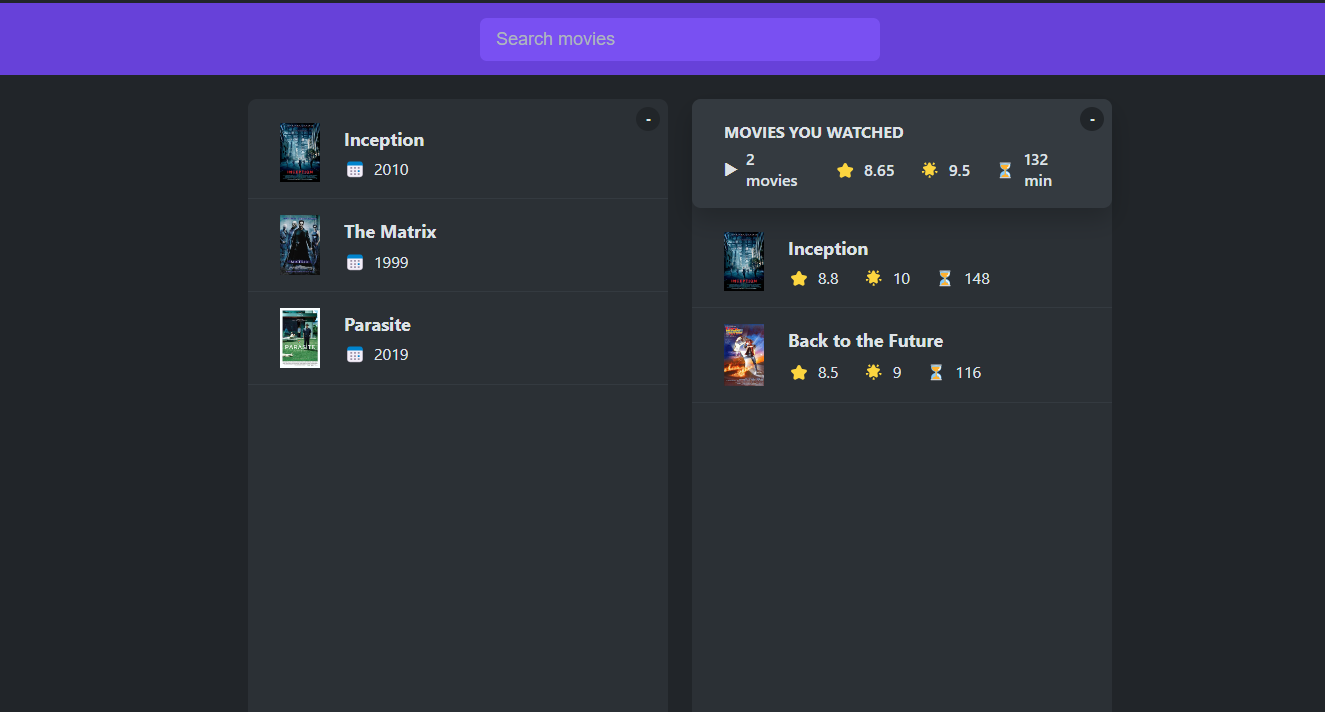 Search movies
-
Inception
2010
The Matrix
1999
PARASITE
Parasite
2019
-
MOVIES YOU WATCHED
2 movies
8.65
9.5
132 min
Inception
8.8
10
148
Back to the Future
8.5
9
116